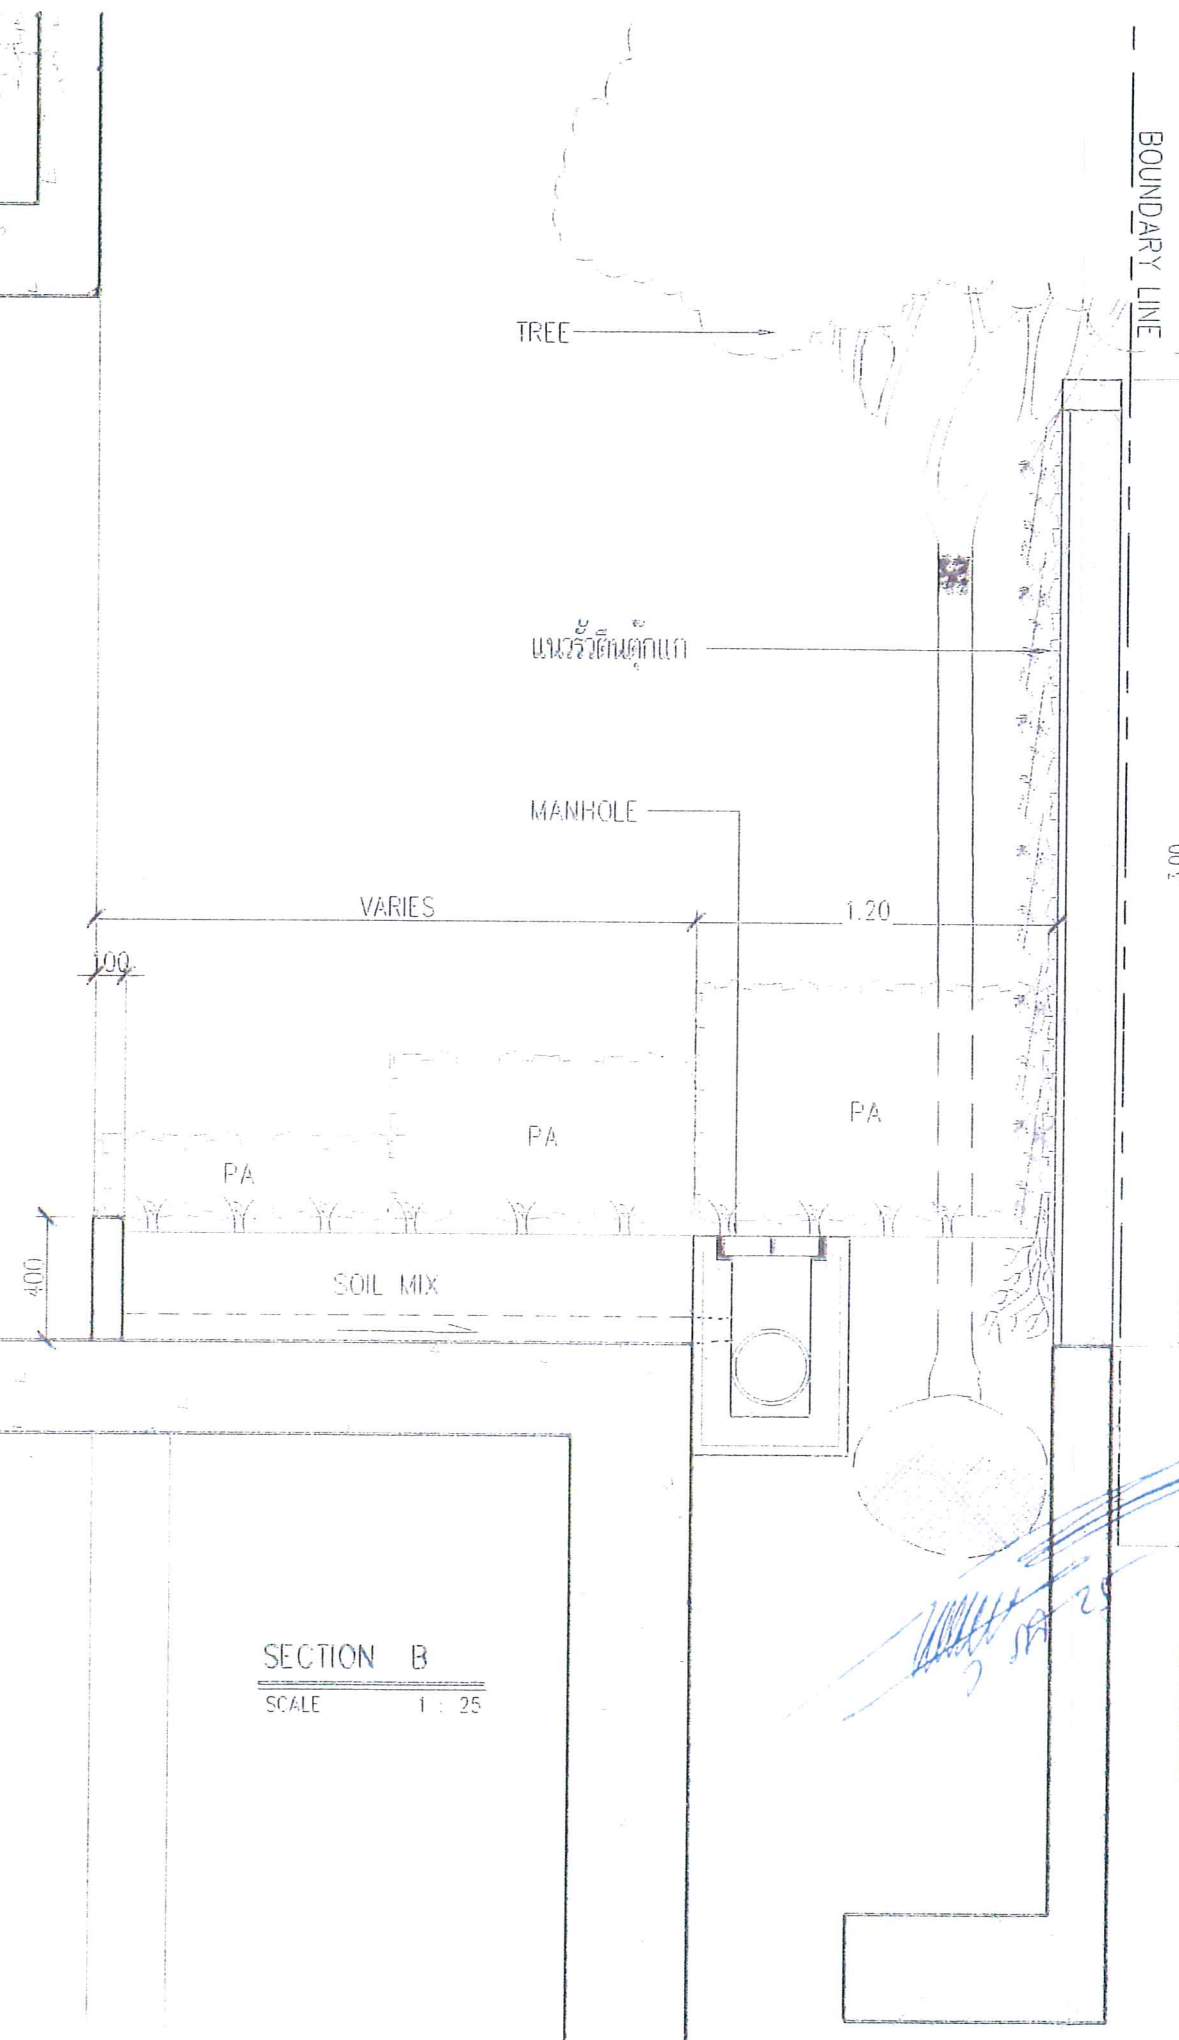 BOUNDARY LINE
TREE
แนวรั้วตีนตุ๊กแก
MANHOLE
VARIES
1.20
100
PA
PA
PA
400
SOIL MIX
SECTION B
SCALE 1 : 25